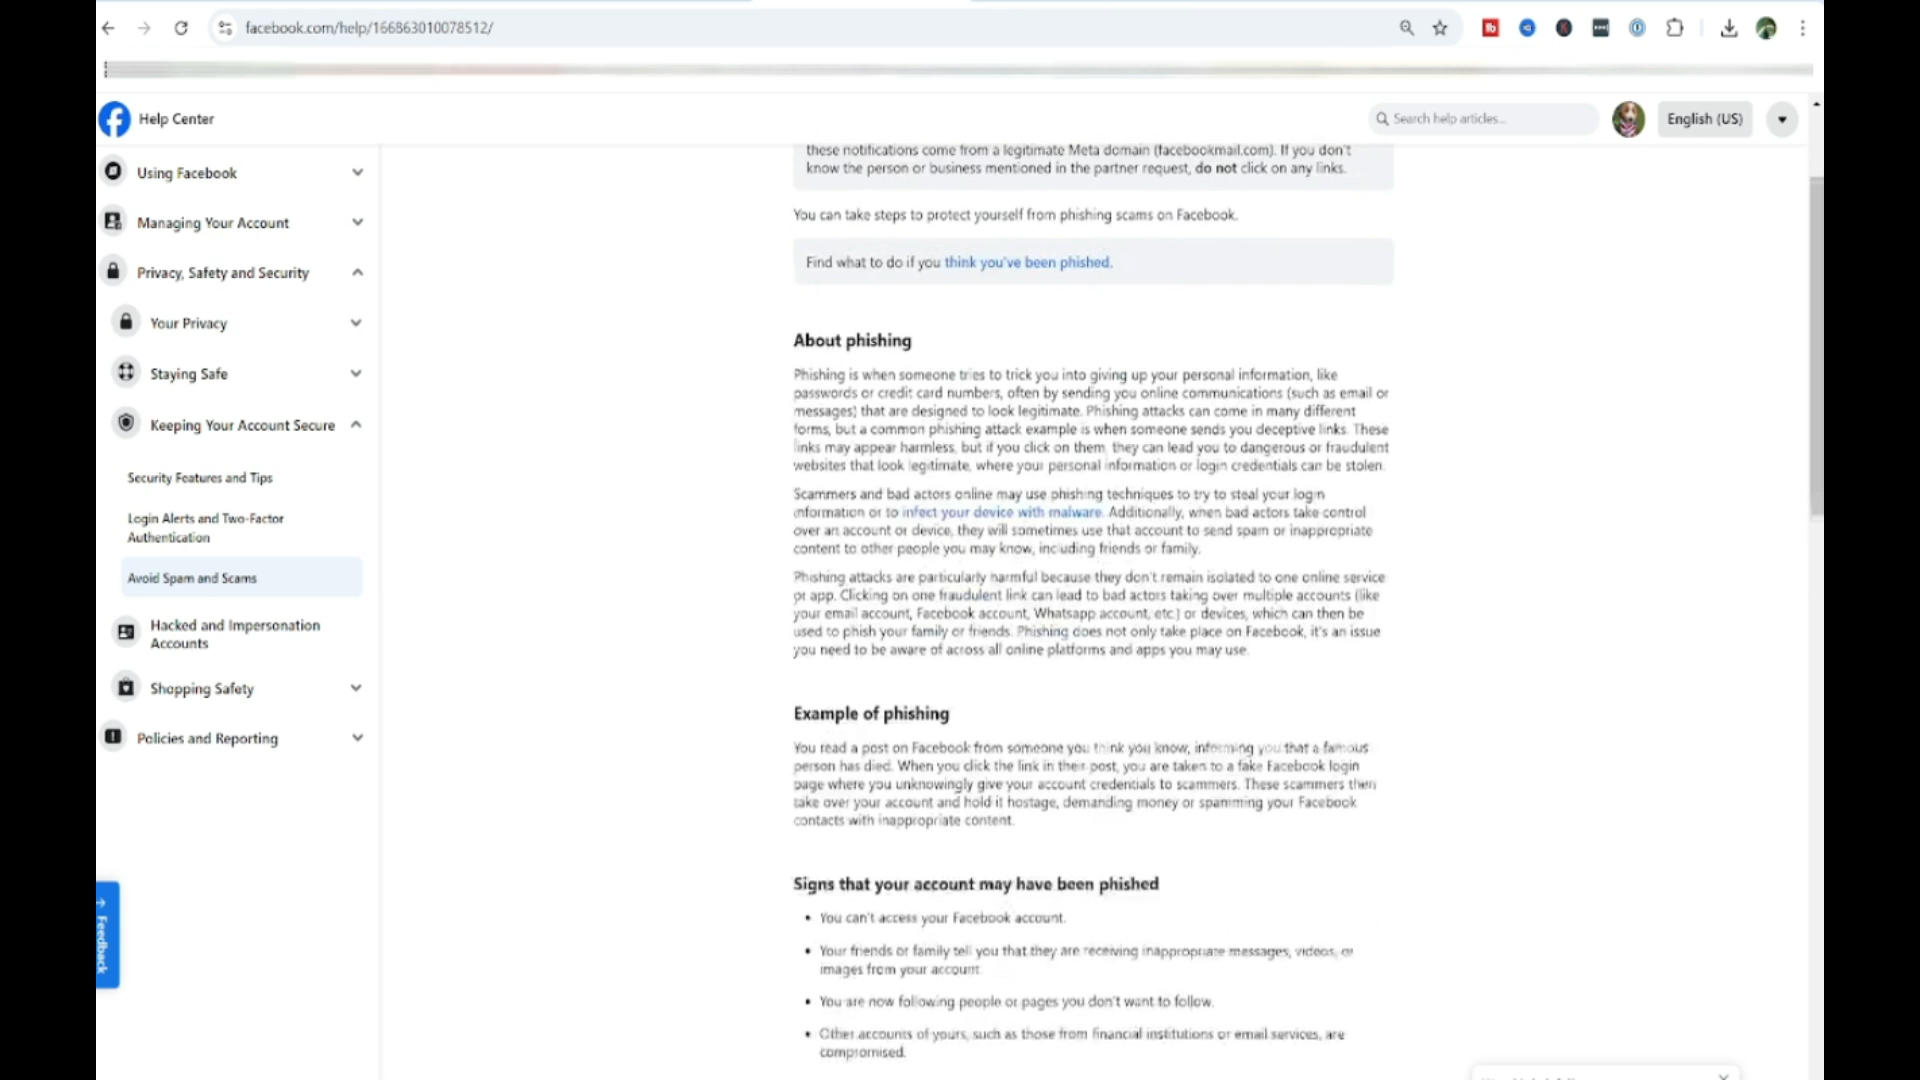 facebook.com/help/166863010078512/
Help Center
Search help articles...
English (US)
Using Facebook
Managing Your Account
Privacy, Safety and Security
Your Privacy
Staying Safe
Keeping Your Account Secure
Security Features and Tips
Login Alerts and Two-Factor
Authentication
Avoid Spam and Scams
Hacked and Impersonation
Accounts
Shopping Safety
Policies and Reporting
Feedback
these notifications come from a legitimate Meta domain (facebookmail.com). If you don't
know the person or business mentioned in the partner request, do not click on any links.
You can take steps to protect yourself from phishing scams on Facebook.
Find what to do if you think you've been phished.
About phishing
Phishing is when someone tries to trick you into giving up your personal information, like
passwords or credit card numbers, often by sending you online communications (such as email or
messages) that are designed to look legitimate. Phishing attacks can come in many different
forms, but a common phishing attack example is when someone sends you deceptive links. These
links may appear harmless, but if you click on them, they can lead you to dangerous or fraudulent
websites that look legitimate, where your personal information or login credentials can be stolen.
Scammers and bad actors online may use phishing techniques to try to steal your login
information or to infect your device with malware. Additionally, when bad actors take control
over an account or device, they will sometimes use that account to send spam or inappropriate
content to other people you may know, including friends or family.
Phishing attacks are particularly harmful because they don't remain isolated to one online service
or app. Clicking on one fraudulent link can lead to bad actors taking over multiple accounts (like
your email account, Facebook account, Whatsapp account, etc.) or devices, which can then be
used to phish your family or friends. Phishing does not only take place on Facebook, it's an issue
you need to be aware of across all online platforms and apps you may use.
Example of phishing
You read a post on Facebook from someone you think you know, informing you that a famous
person has died. When you click the link in their post, you are taken to a fake Facebook login
page where you unknowingly give your account credentials to scammers. These scammers then
take over your account and hold it hostage, demanding money or spamming your Facebook
contacts with inappropriate content.
Signs that your account may have been phished
• You can't access your Facebook account.
• Your friends or family tell you that they are receiving inappropriate messages, videos, or
images from your account
• You are now following people or pages you don't want to follow.
• Other accounts of yours, such as those from financial institutions or email services, are
compromised.